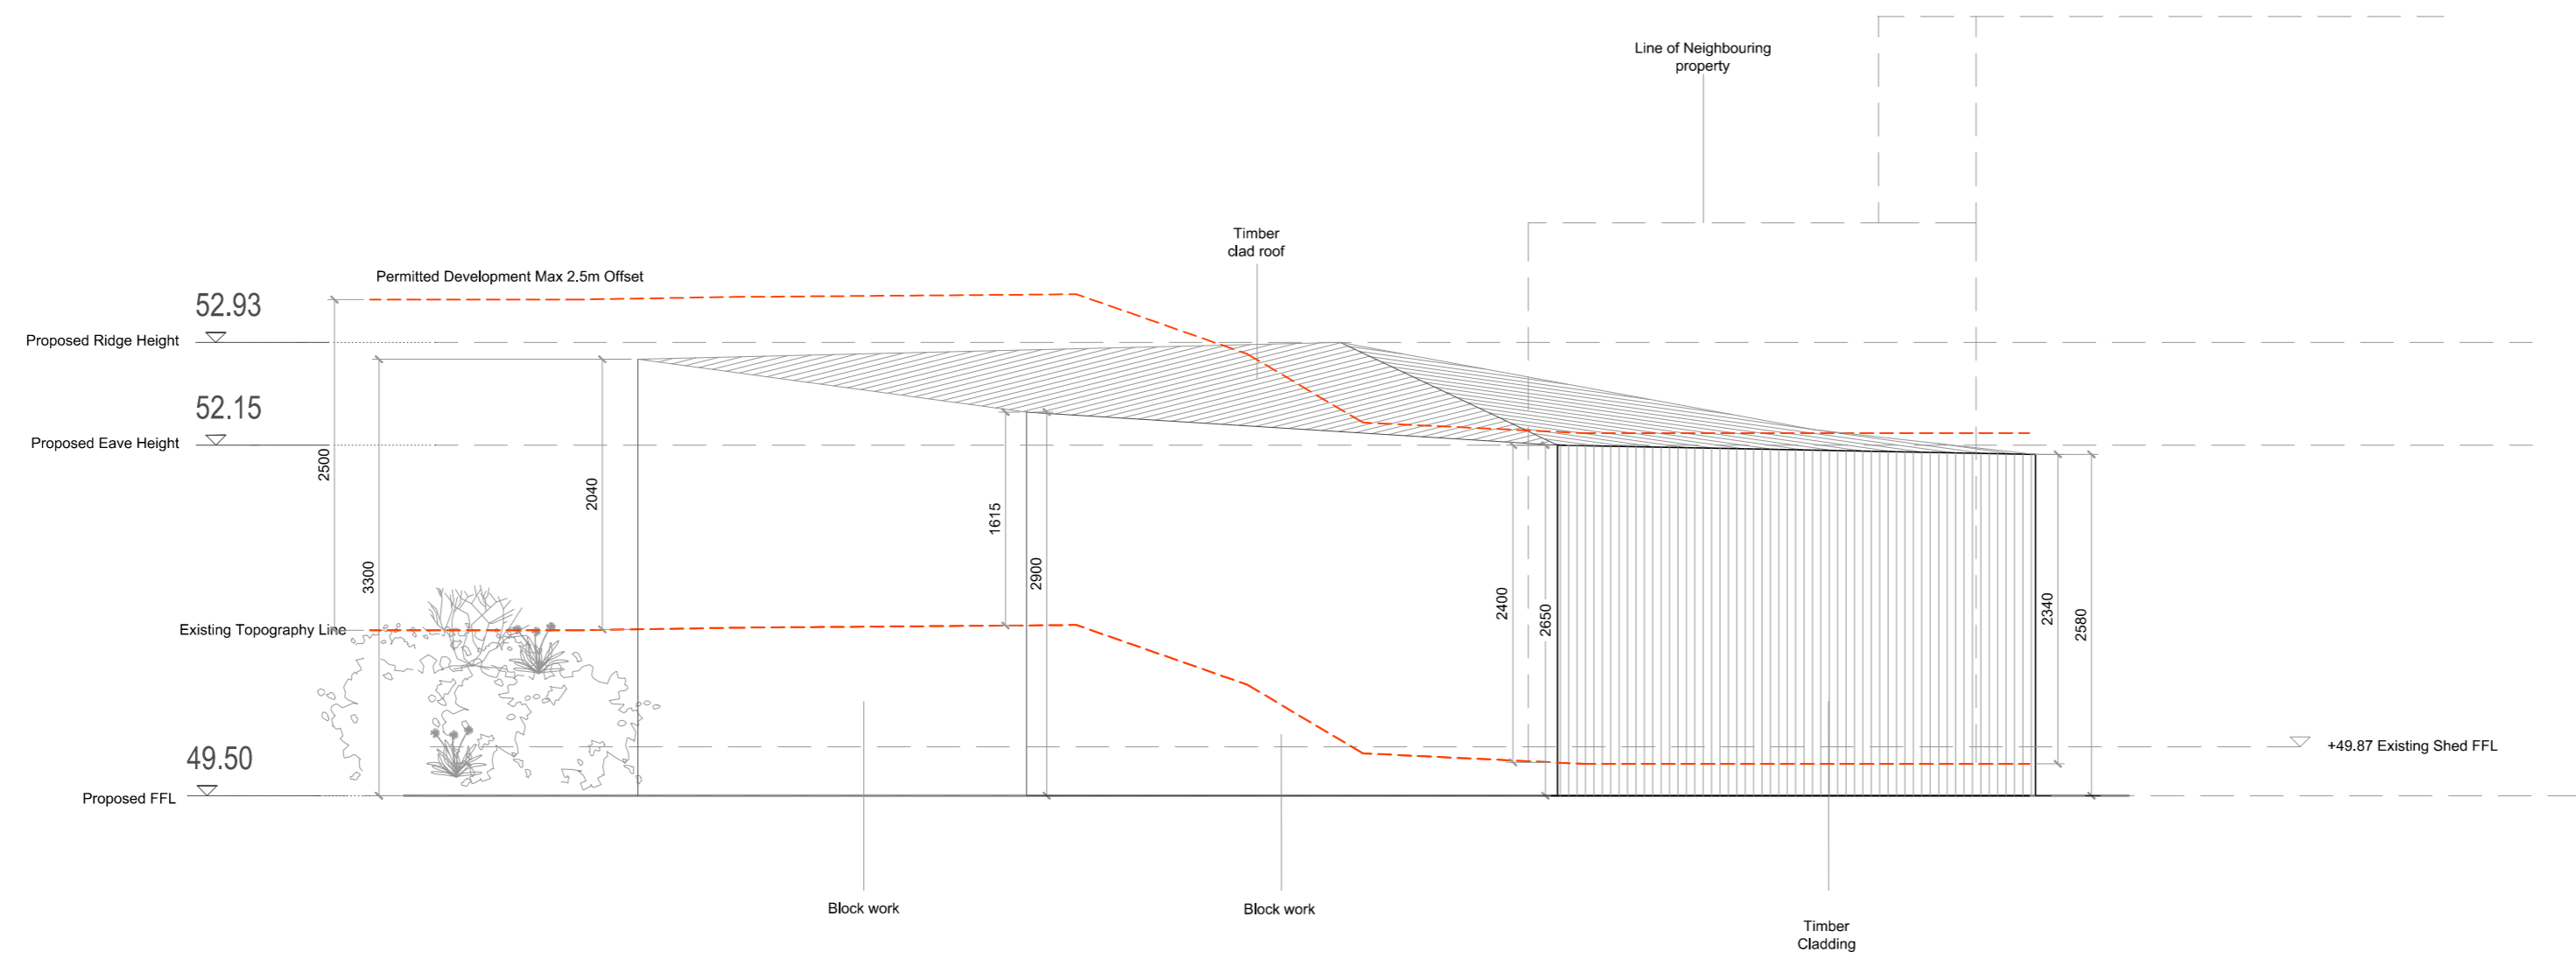 Line of Neighbouring
property
Timber
clad roof
Permitted Development Max 2.5m Offset
52.93
Proposed Ridge Height
52.15
Proposed Eave Height
2500
2040
3300
1615
2900
2400
2650
2340
2580
Existing Topography Line
49.50
Proposed FFL
+49.87 Existing Shed FFL
Block work
Block work
Timber
Cladding